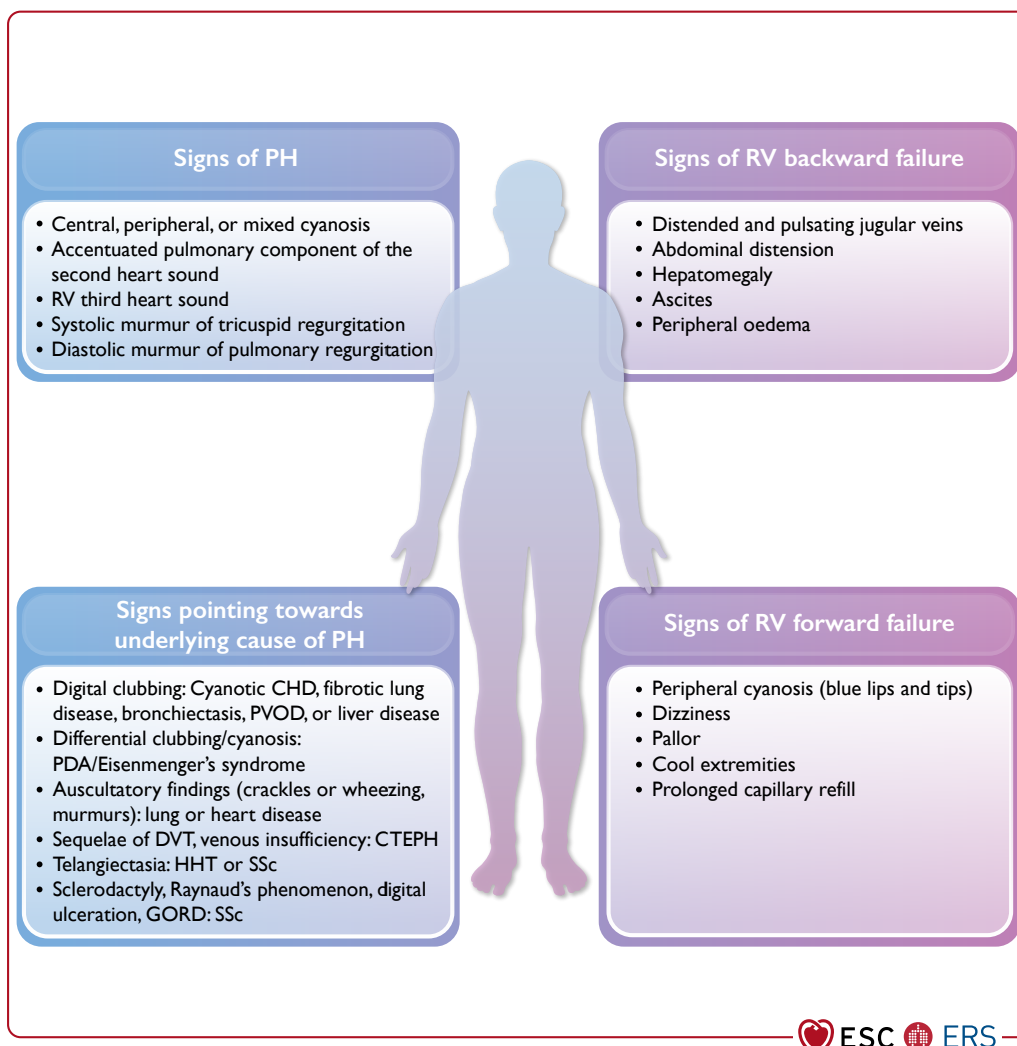 Signs of PH
• Central, peripheral, or mixed cyanosis
• Accentuated pulmonary component of the
second heart sound
• RV third heart sound
• Systolic murmur of tricuspid regurgitation
• Diastolic murmur of pulmonary regurgitation
Signs of RV backward failure
• Distended and pulsating jugular veins
• Abdominal distension
• Hepatomegaly
• Ascites
• Peripheral oedema
Signs pointing towards
underlying cause of PH
• Digital clubbing: Cyanotic CHD, fibrotic lung
disease, bronchiectasis, PVOD, or liver disease
• Differential clubbing/cyanosis:
PDA/Eisenmenger's syndrome
• Auscultatory findings (crackles or wheezing,
murmurs): lung or heart disease
• Sequelae of DVT, venous insufficiency: CTEPH
• Telangiectasia: HHT or SSc
• Sclerodactyly, Raynaud's phenomenon, digital
ulceration, GORD: SSc
Signs of RV forward failure
• Peripheral cyanosis (blue lips and tips)
• Dizziness
• Pallor
• Cool extremities
• Prolonged capillary refill
ESC ERS